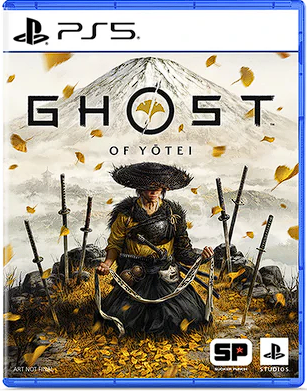 PS5
GHOST
OF YŌTEI
ART NOT FINAL
SP
SUCKER PUNCH
STUDIOS